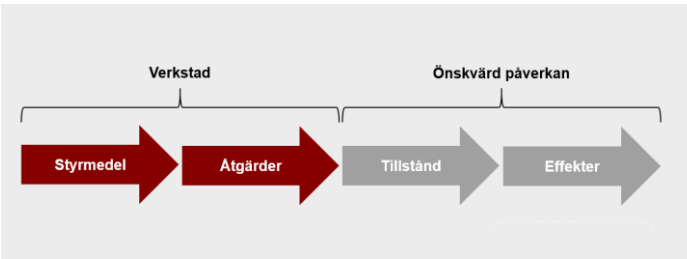 Verkstad
Önskvärd påverkan
Styrmedel
Åtgärder
Tillstånd
Effekter